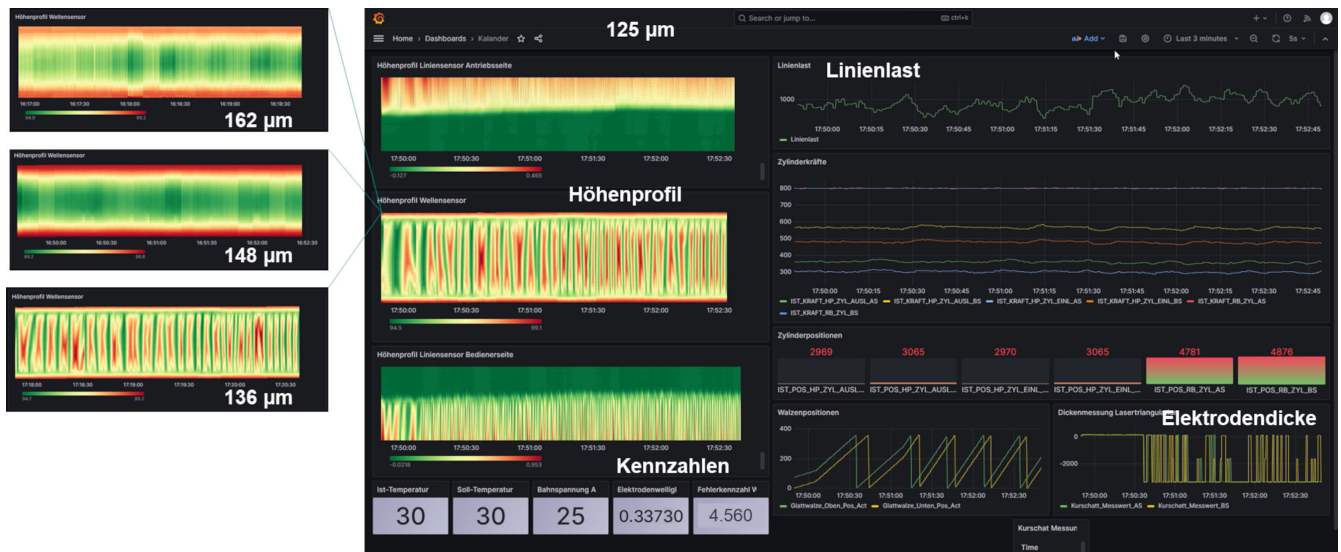 Höhenprofil Wellensensor
16:17:00 16:17:30 16:18:00 16:18:30 16:19:00 16:19:30
94.9 99.2
162 µm
Höhenprofil Wellensensor
16:50:00 16:50:30 16:51:00 16:51:30 16:52:00 16:52:30
148 µm
Höhenprofil Wellensensor
17:18:00 17:18:30 17:19:00 17:19:30 17:20:00 17:20:30
136 µm
Search or jump to... ctrl+k
125 µm
Home › Dashboards › Kalander
Add Last 3 minutes 5s
Höhenprofil Liniensensor Antriebsseite
17:50:00 17:50:30 17:51:00 17:51:30 17:52:00 17:52:30
-0.127 0.465
Höhenprofil Wellensensor
Höhenprofil
17:50:00 17:50:30 17:51:00 17:51:30 17:52:00 17:52:30
94.5 99.1
Höhenprofil Liniensensor Bedienerseite
17:50:00 17:50:30 17:51:00 17:51:30 17:52:00 17:52:30
-0.0318 0.953
Kennzahlen
Ist-Temperatur Soll-Temperatur Bahnspannung A Elektrodenwelligl Fehlerkennzahl W
30 30 25 0.33730 4.560
Linienlast
Linienlast
1000
17:50:00 17:50:15 17:50:30 17:50:45 17:51:00 17:51:15 17:51:30 17:51:45 17:52:00 17:52:15 17:52:30 17:52:45
Linienlast
Zylinderkräfte
800
700
600
500
400
300
17:50:00 17:50:15 17:50:30 17:50:45 17:51:00 17:51:15 17:51:30 17:51:45 17:52:00 17:52:15 17:52:30 17:52:45
IST_KRAFT_HP_ZYL_AUSL_AS IST_KRAFT_HP_ZYL_AUSL_BS IST_KRAFT_HP_ZYL_EINL_AS IST_KRAFT_HP_ZYL_EINL_BS IST_KRAFT_RB_ZYL_AS
IST_KRAFT_RB_ZYL_BS
Zylinderpositionen
2969 3065 2970 3065 4781 4876
IST_POS_HP_ZYL_AUSL... IST_POS_HP_ZYL_AUSL... IST_POS_HP_ZYL_EINL_... IST_POS_HP_ZYL_EINL_... IST_POS_RB_ZYL_AS IST_POS_RB_ZYL_BS
Walzenpositionen
400
200
0
17:50:00 17:50:30 17:51:00 17:51:30 17:52:00 17:52:30
Glattwalze_Oben_Pos_Act Glattwalze_Unten_Pos_Act
Dickenmessung Lasertriangulation
Elektrodendicke
0
-2000
17:50:00 17:50:30 17:51:00 17:51:30 17:52:00 17:52:30
Kurschatt_Messwert_AS Kurschatt_Messwert_BS
Kurschat Messun
Time